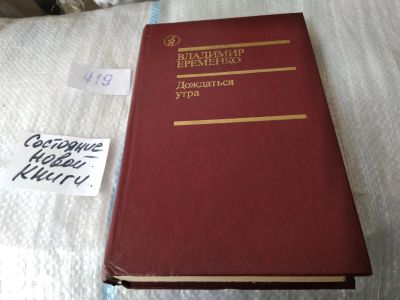 ВЛАДИМИР
ЕРЕМЕНКО
Дождаться
утра
419
Состояние
новой
книги.